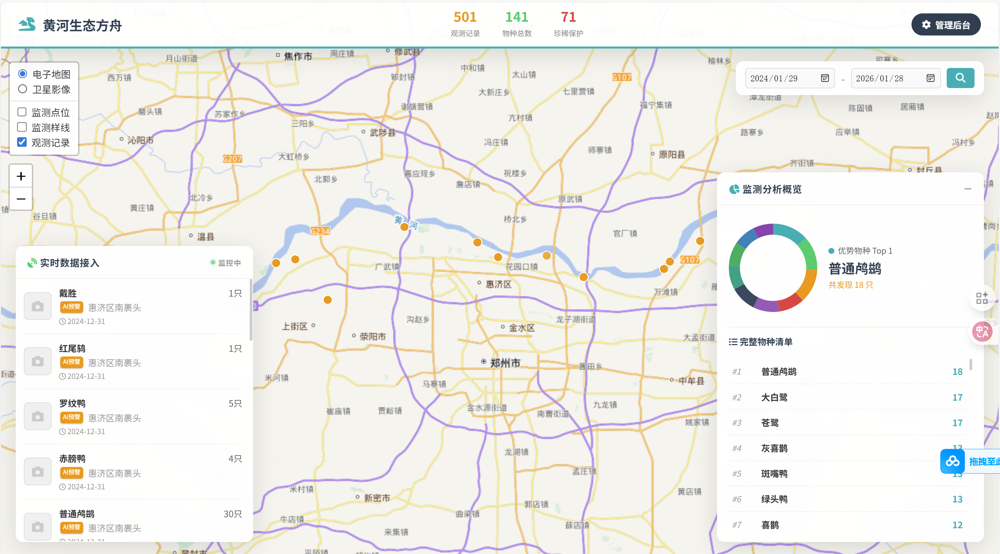 黄河生态方舟
501
观测记录
141
物种总数
71
珍稀保护
管理后台
电子地图
卫星影像
监测点位
监测样线
观测记录
+
−
2024/01/29
-
2026/01/28
月山街道
焦作市
周庄镇
修武县
西万镇
郇封镇
中和镇
太山镇
G107
榆林乡
司寨乡
大新庄乡
七里营镇
潭龙街道
磨头镇
苏家作乡
谢旗营镇
亢村镇
福宁集镇
陈固镇
居厢镇
三阳乡
沁阳市
武陟县
冯庄镇
师寨镇
路寨乡
应举镇
冯村乡
G207
大虹桥乡
原阳县
齐街镇
封丘县
北郭乡
嘉应观乡
詹店镇
祝楼乡
北冷乡
原武镇
黄庄镇
谷旦镇
桥北乡
黄河
G234
温县
官厂镇
G107
广武镇
花园口镇
惠济区
万滩镇
上街区
沟赵乡
龙子湖街道
荥阳市
金水区
大孟街道
郑州市
圃田乡
米河镇
马寨镇
中牟县
崔庙镇
贾峪镇
金水源街道
南曹街道
九龙镇
姚家镇
龙湖镇
孟庄镇
米村镇
新密市
黄店镇
郭店镇
牛店镇
曲梁镇
来集镇
薛店镇
平陌镇
登封市
实时数据接入
监控中
戴胜
1只
AI预警 惠济区南裹头
2024-12-31
红尾鸫
1只
AI预警 惠济区南裹头
2024-12-31
罗纹鸭
5只
AI预警 惠济区南裹头
2024-12-31
赤膀鸭
4只
AI预警 惠济区南裹头
2024-12-31
普通鸬鹚
30只
AI预警 惠济区南裹头
2024-12-31
监测分析概览
优势物种 Top 1
普通鸬鹚
共发现 18 只
完整物种清单
#1 普通鸬鹚 18
#2 大白鹭 17
#3 苍鹭 17
#4 灰喜鹊 13
#5 斑嘴鸭 13
#6 绿头鸭 13
#7 喜鹊 12
拖拽至此